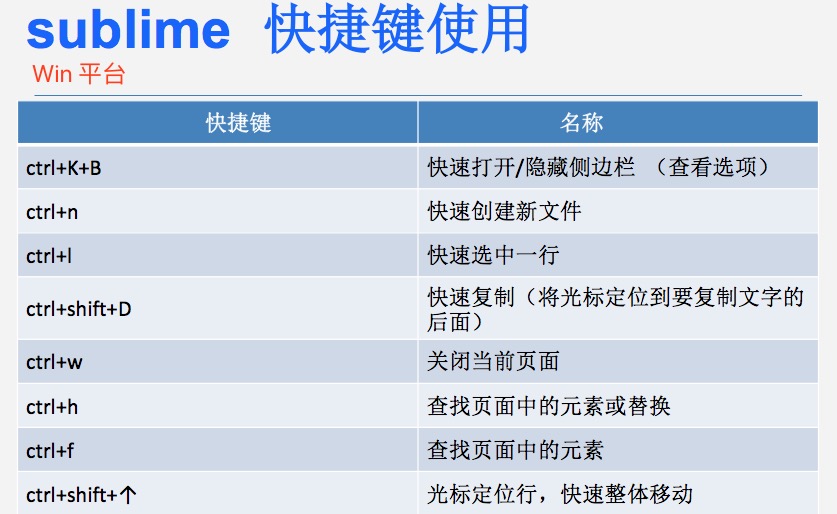 sublime 快捷键使用
Win 平台
快捷键 名称
ctrl+K+B 快速打开/隐藏侧边栏 （查看选项）
ctrl+n 快速创建新文件
ctrl+l 快速选中一行
ctrl+shift+D 快速复制（将光标定位到要复制文字的
后面）
ctrl+w 关闭当前页面
ctrl+h 查找页面中的元素或替换
ctrl+f 查找页面中的元素
ctrl+shift+↑ 光标定位行，快速整体移动